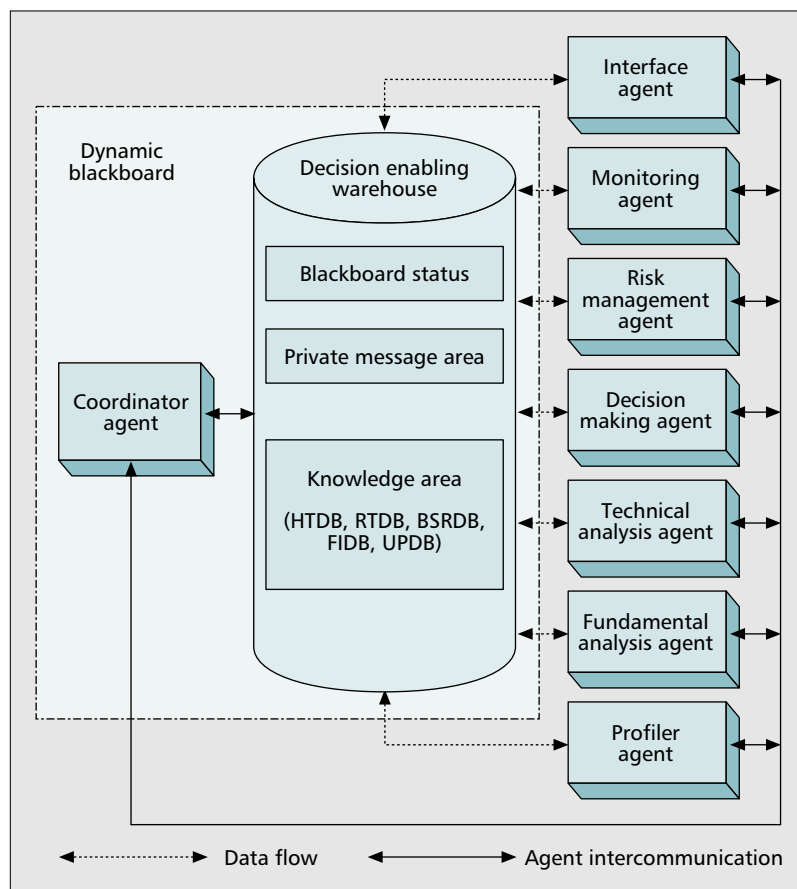 Dynamic
blackboard
Decision enabling
warehouse
Blackboard status
Private message area
Knowledge area
(HTDB, RTDB, BSRDB,
FIDB, UPDB)
Coordinator
agent
Interface
agent
Monitoring
agent
Risk
management
agent
Decision
making agent
Technical
analysis agent
Fundamental
analysis agent
Profiler
agent
Data flow
Agent intercommunication